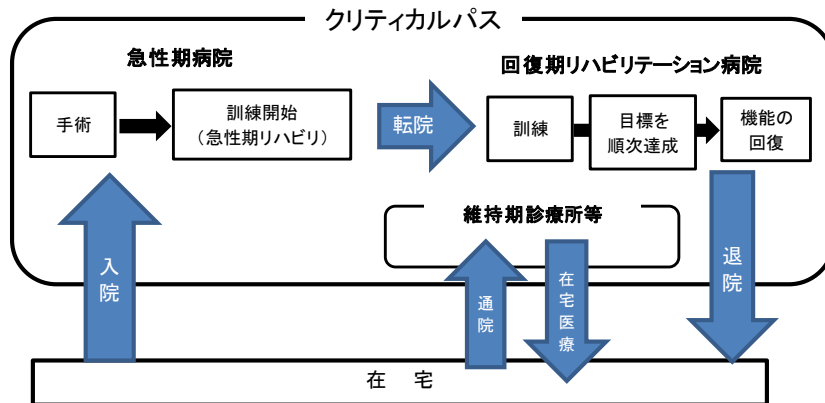 クリティカルパス
急性期病院
回復期リハビリテーション病院
手術
訓練開始
（急性期リハビリ）
転院
訓練
目標を
順次達成
機能の
回復
維持期診療所等
入院
通院
在宅医療
退院
在　宅